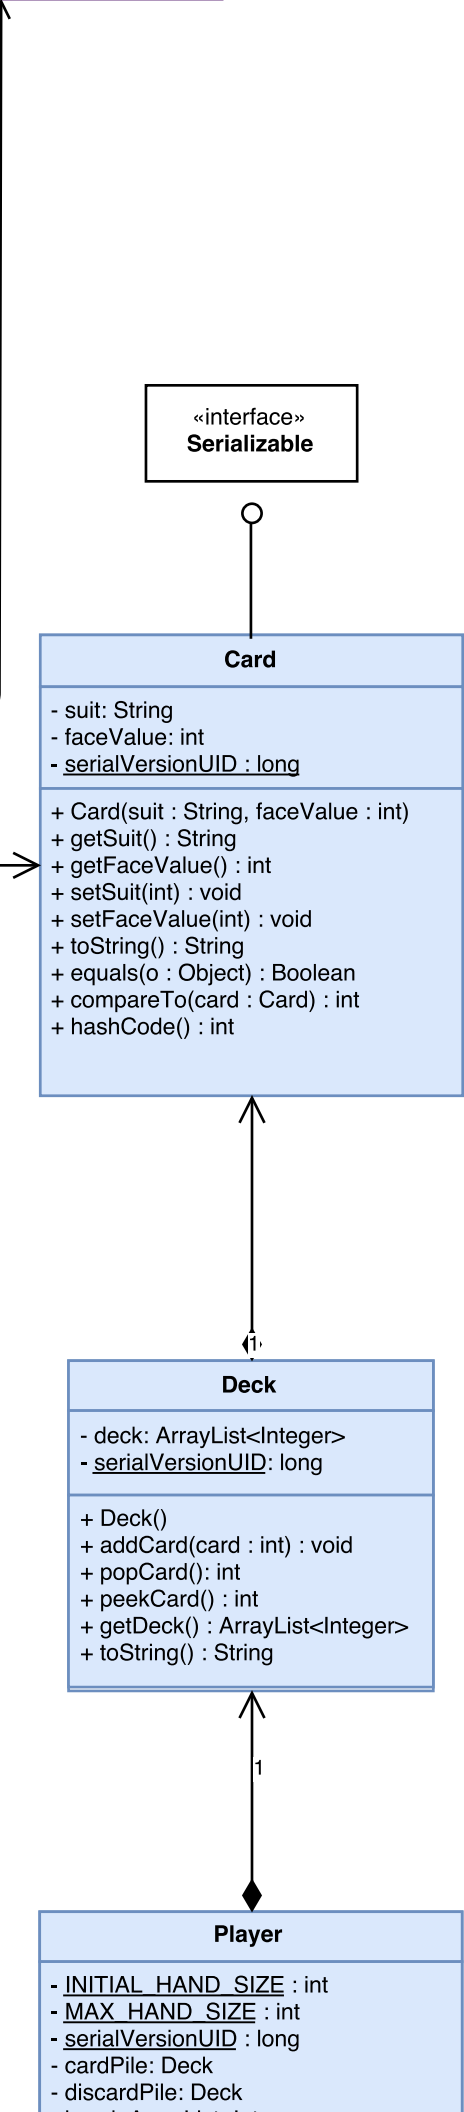 «interface»
Serializable
Card
- suit: String
- faceValue: int
- serialVersionUID : long
+ Card(suit : String, faceValue : int)
+ getSuit() : String
+ getFaceValue() : int
+ setSuit(int) : void
+ setFaceValue(int) : void
+ toString() : String
+ equals(o : Object) : Boolean
+ compareTo(card : Card) : int
+ hashCode() : int
1
Deck
- deck: ArrayList<Integer>
- serialVersionUID: long
+ Deck()
+ addCard(card : int) : void
+ popCard(): int
+ peekCard() : int
+ getDeck() : ArrayList<Integer>
+ toString() : String
1
Player
- INITIAL_HAND_SIZE : int
- MAX_HAND_SIZE : int
- serialVersionUID : long
- cardPile: Deck
- discardPile: Deck